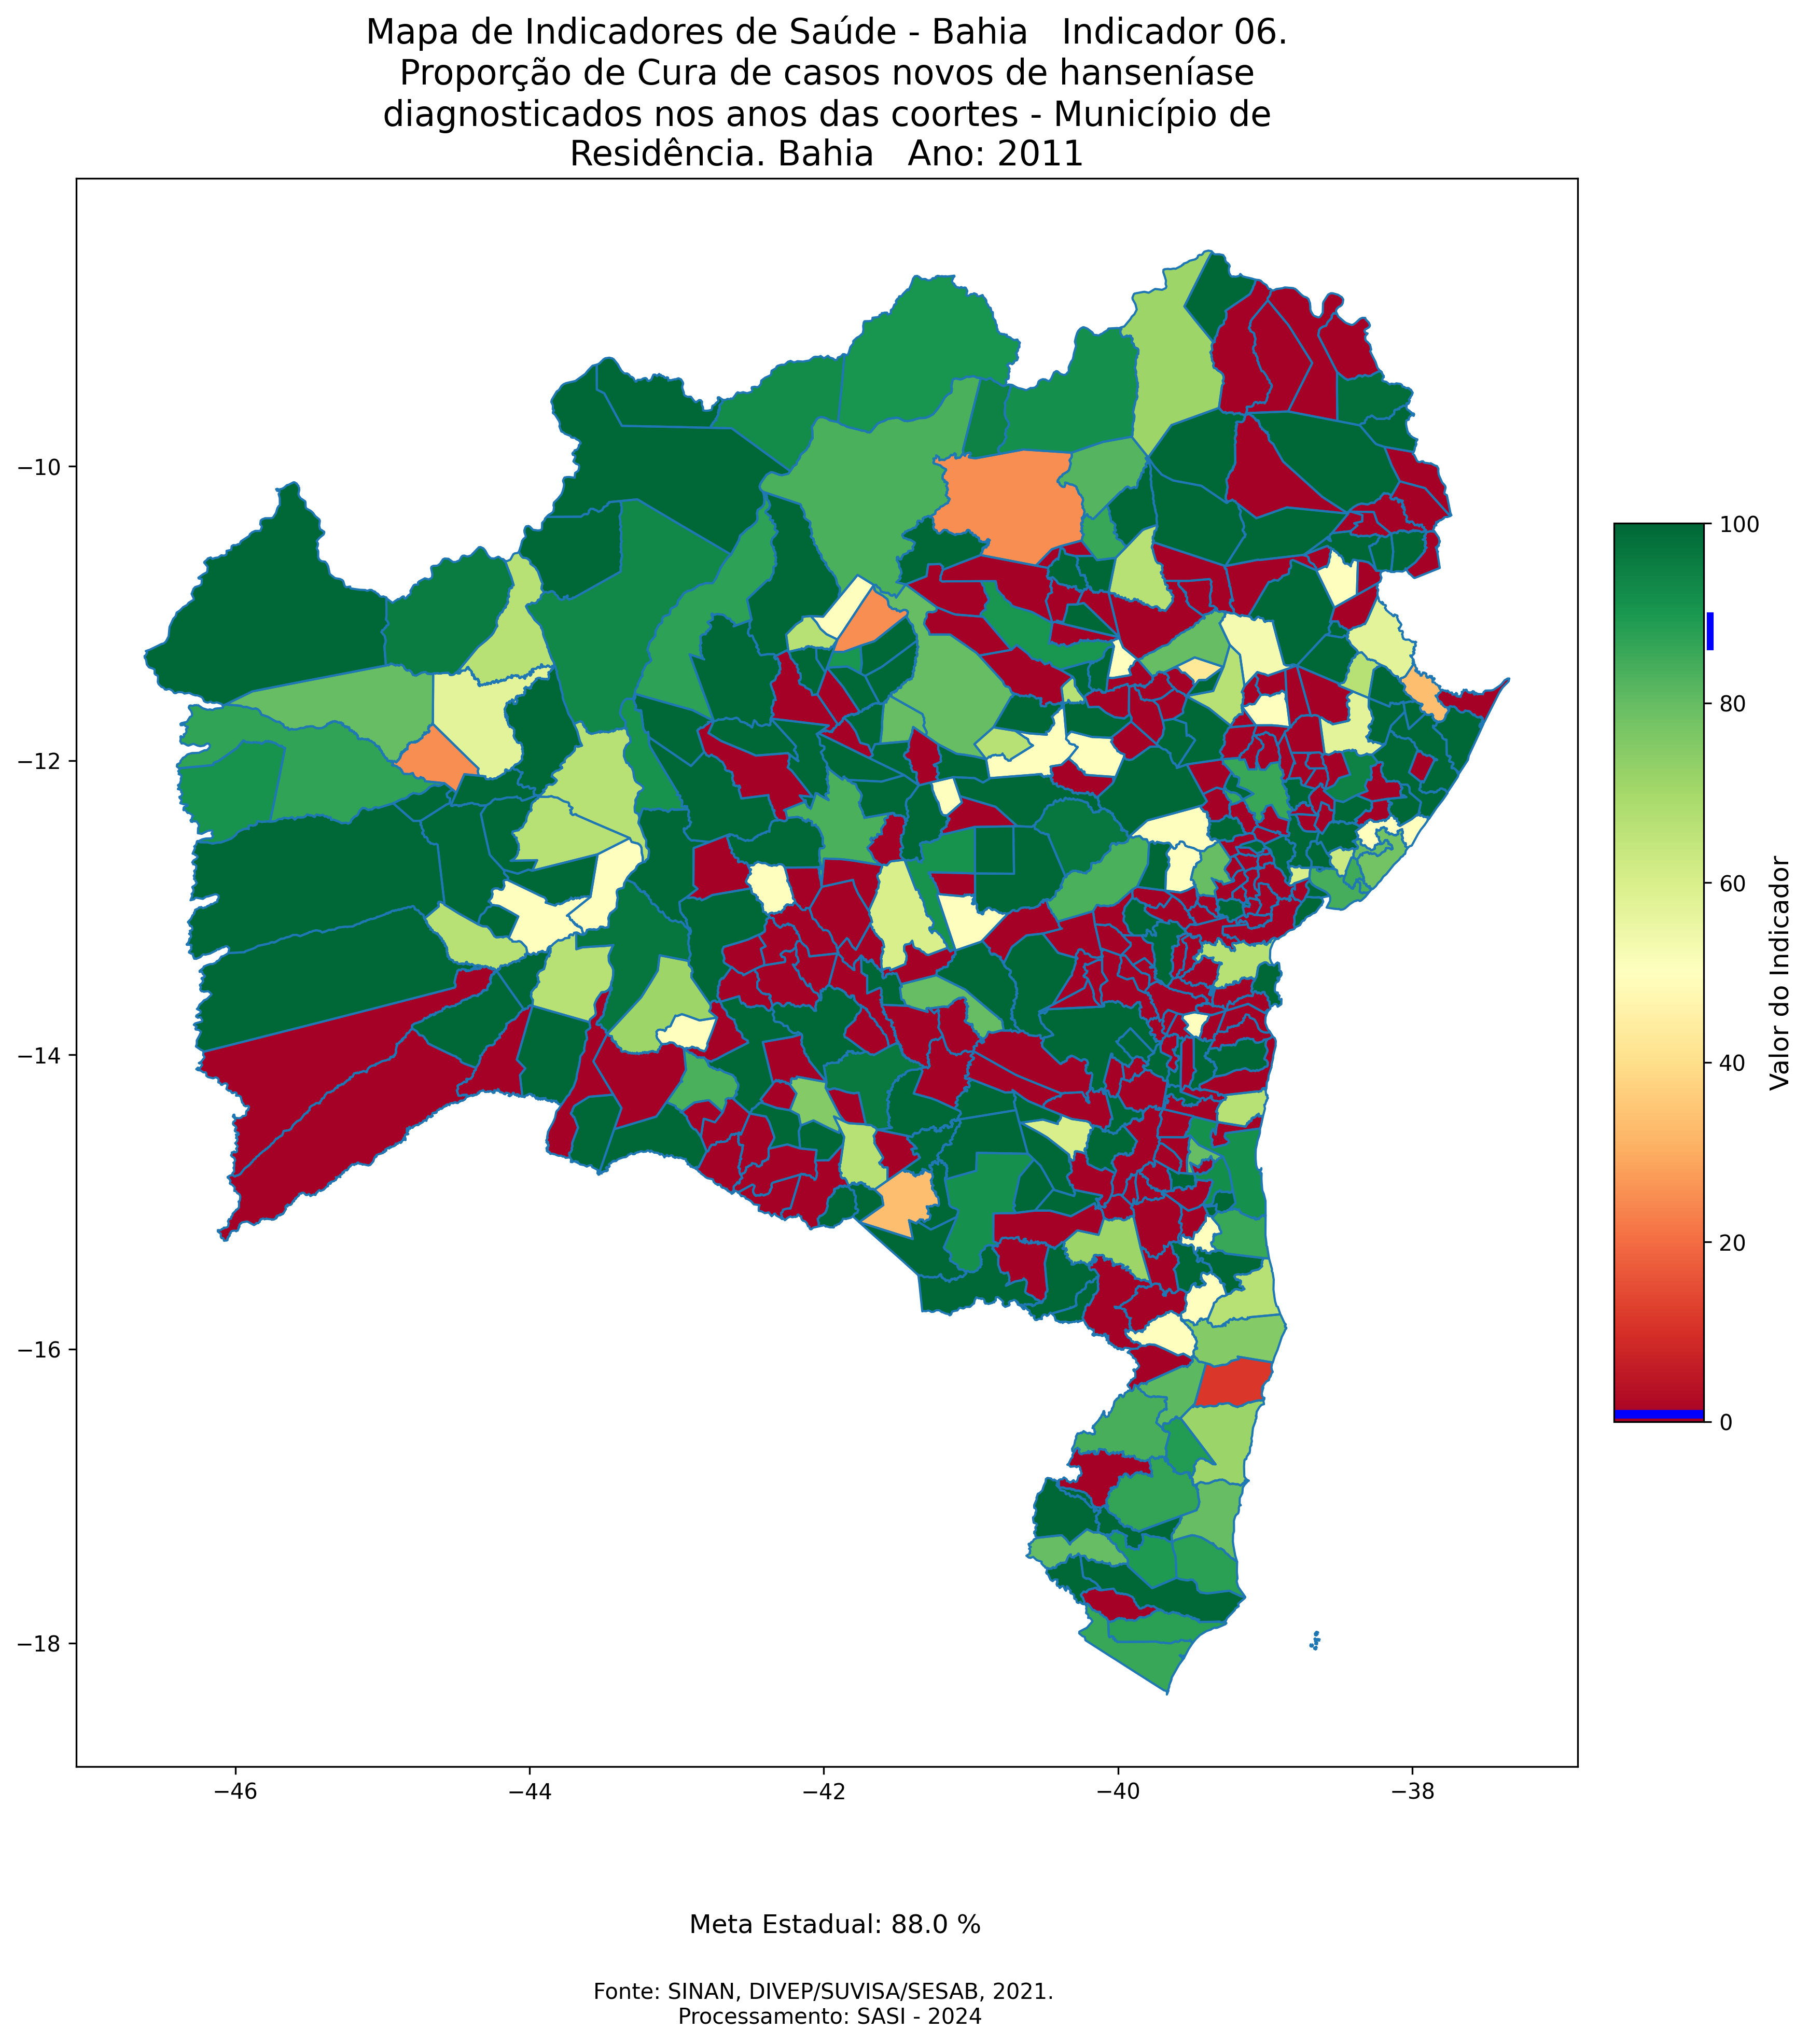 Mapa de Indicadores de Saúde - Bahia   Indicador 06.
Proporção de Cura de casos novos de hanseníase
diagnosticados nos anos das coortes - Município de
Residência. Bahia   Ano: 2011
−10
−12
−14
−16
−18
−46
−44
−42
−40
−38
100
80
60
40
20
0
Valor do Indicador
Meta Estadual: 88.0 %
Fonte: SINAN, DIVEP/SUVISA/SESAB, 2021.
Processamento: SASI - 2024